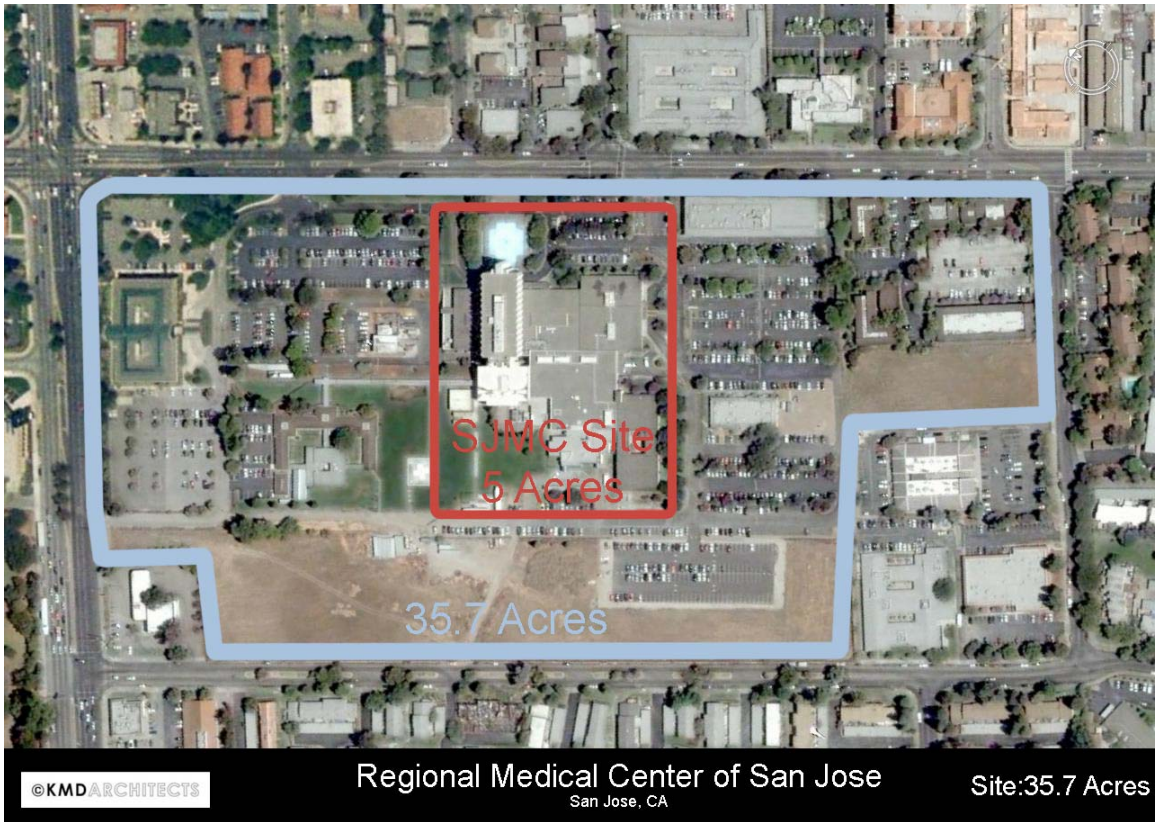 SJMC Site
5 Acres
35.7 Acres
©KMDARCHITECTS
Regional Medical Center of San Jose
San Jose, CA
Site:35.7 Acres